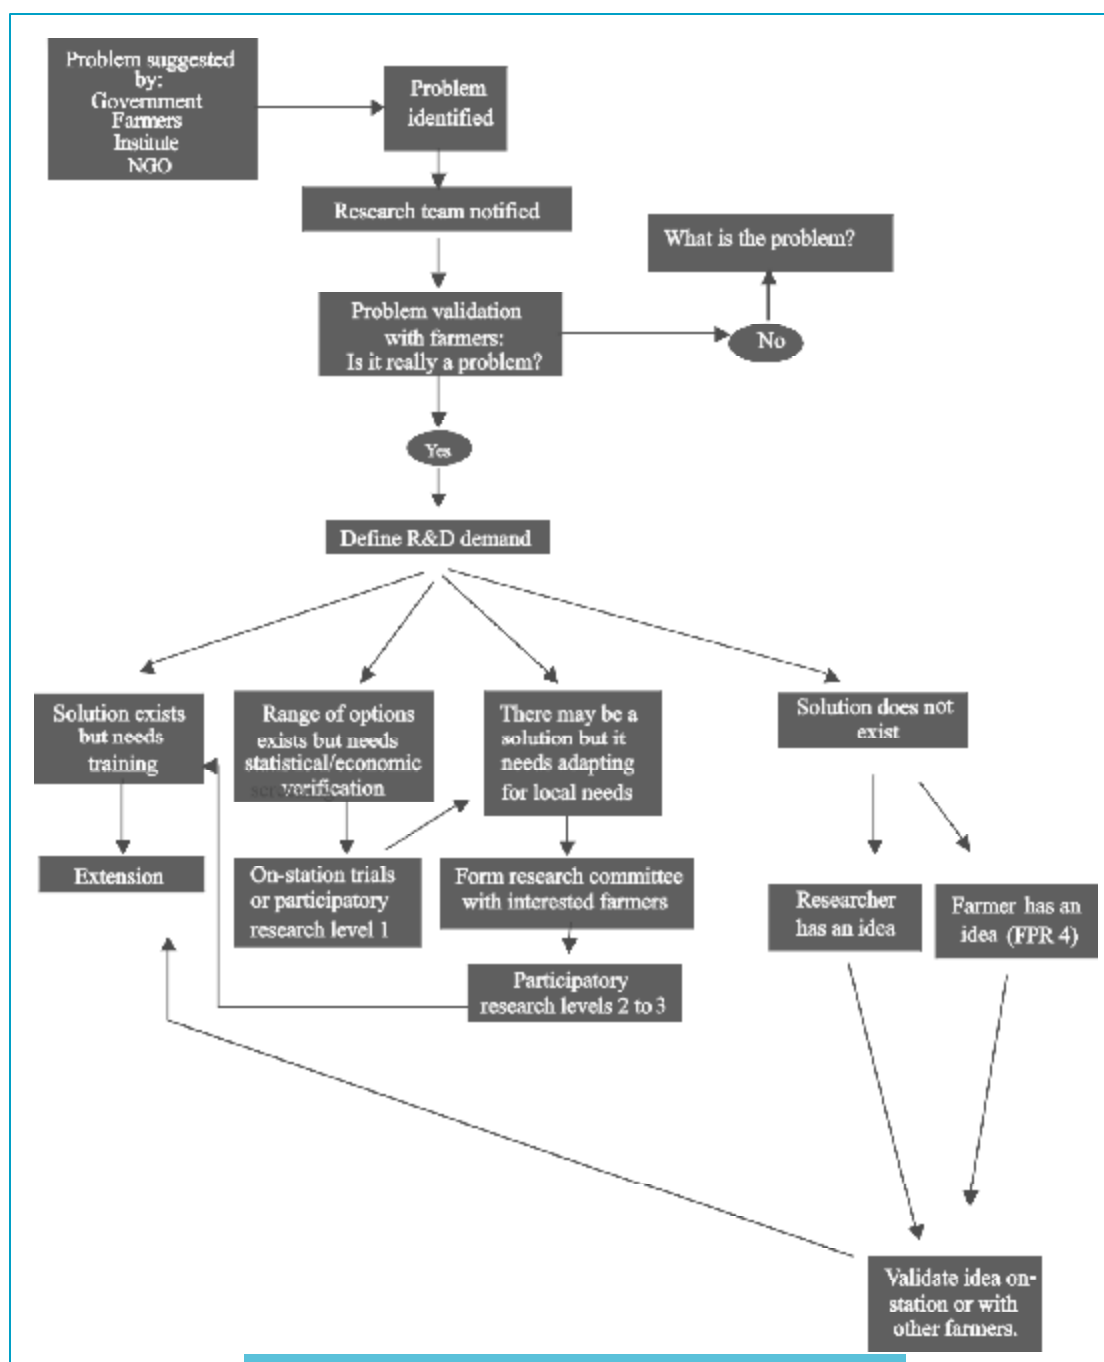 Problem suggested
by:
Government
Farmers
Institute
NGO
Problem
identified
Research team notified
What is the problem?
Problem validation
with farmers:
Is it really a problem?
No
Yes
Define R&D demand
Solution exists
but needs
training
Range of options
exists but needs
statistical/economic
verification
There may be a
solution but it
needs adapting
for local needs
Solution does not
exist
Extension
On-station trials
or participatory
research level 1
Form research committee
with interested farmers
Researcher
has an idea
Farmer has an
idea (FPR 4)
Participatory
research levels 2 to 3
Validate idea on-
station or with
other farmers.